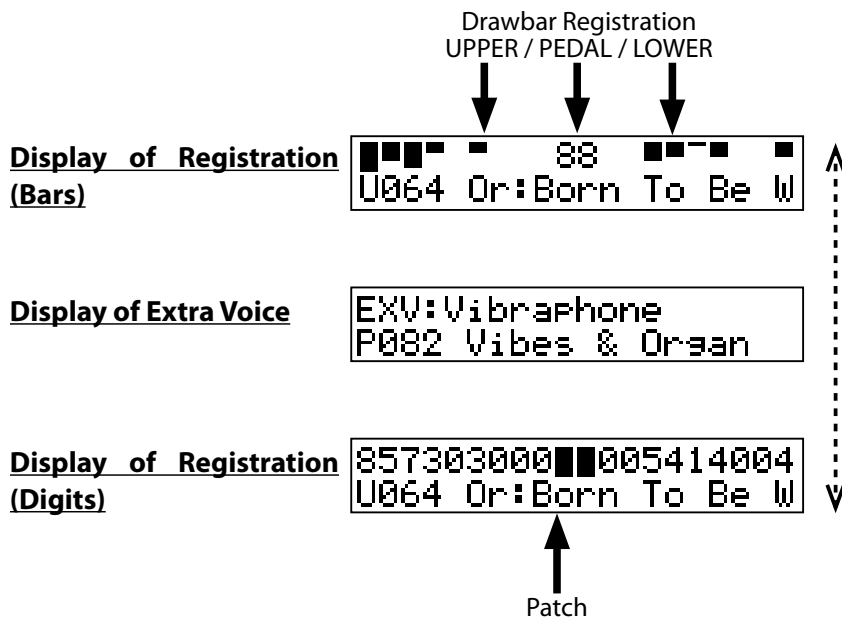 Drawbar Registration
UPPER / PEDAL / LOWER
Display of Registration
(Bars)
88
U064 Or:Born To Be W
Display of Extra Voice
EXV:Vibraphone
P082 Vibes & Organ
Display of Registration
(Digits)
857303000██005414004
U064 Or:Born To Be W
Patch